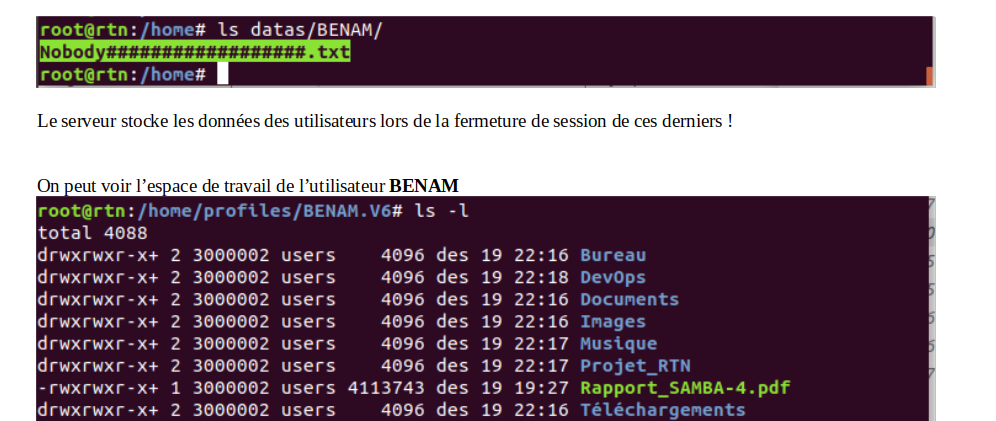 root@rtn:/home# ls datas/BENAM/
Nobody##################.txt
root@rtn:/home#
Le serveur stocke les données des utilisateurs lors de la fermeture de session de ces derniers !
On peut voir l’espace de travail de l’utilisateur BENAM
root@rtn:/home/profiles/BENAM.V6# ls -l
total 4088
drwxrwxr-x+ 2 3000002 users    4096 des 19 22:16 Bureau
drwxrwxr-x+ 2 3000002 users    4096 des 19 22:18 DevOps
drwxrwxr-x+ 2 3000002 users    4096 des 19 22:16 Documents
drwxrwxr-x+ 2 3000002 users    4096 des 19 22:16 Images
drwxrwxr-x+ 2 3000002 users    4096 des 19 22:17 Musique
drwxrwxr-x+ 2 3000002 users    4096 des 19 22:17 Projet_RTN
-rwxrwxr-x+ 1 3000002 users 4113743 des 19 19:27 Rapport_SAMBA-4.pdf
drwxrwxr-x+ 2 3000002 users    4096 des 19 22:16 Téléchargements